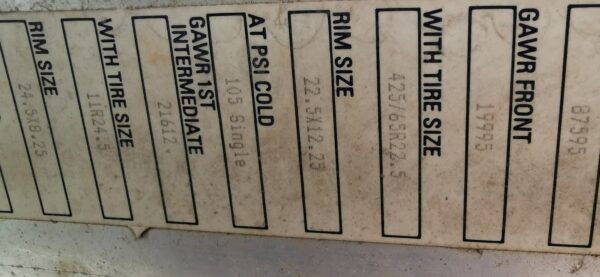 87595
GAWR FRONT
19995
WITH TIRE SIZE
425/65R22.5
RIM SIZE
22.5X12.25
AT PSI COLD
105 Single
GAWR 1ST
INTERMEDIATE
21612.
WITH TIRE SIZE
11R24.5
RIM SIZE
24.5X8.25